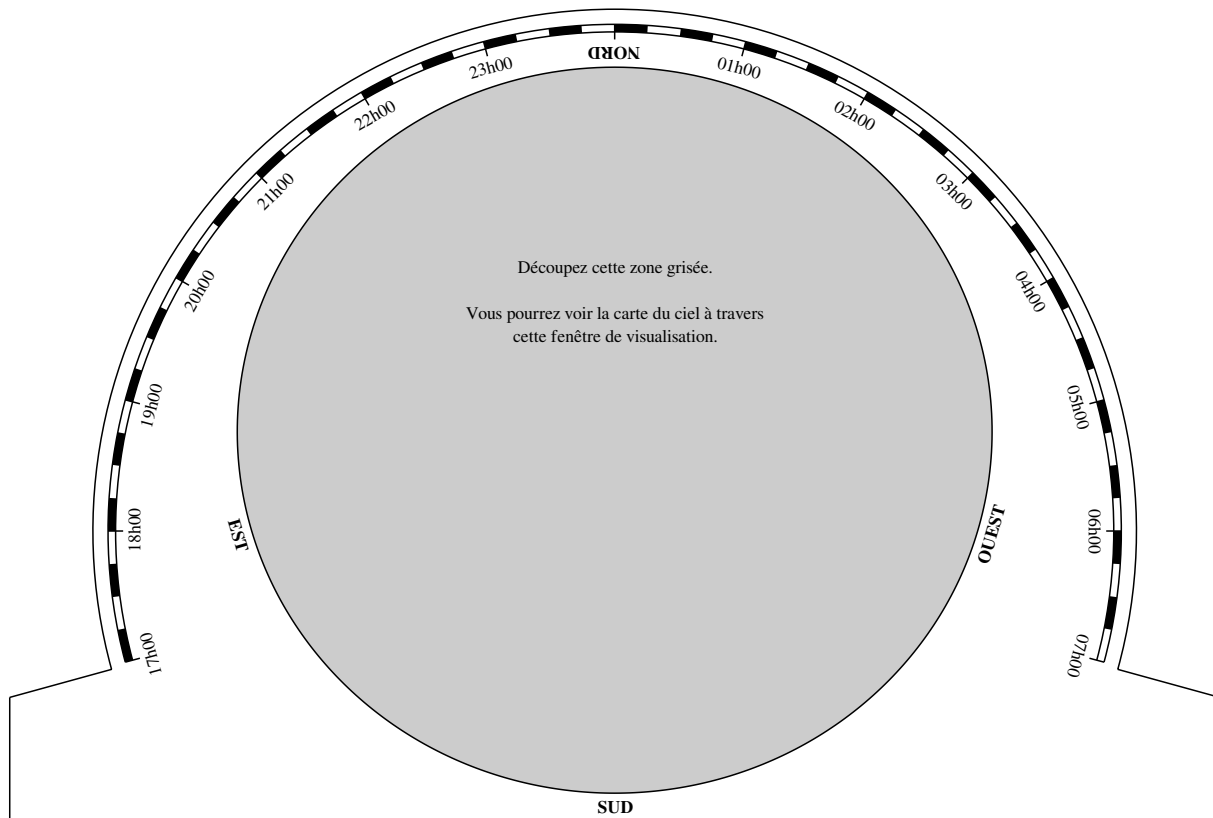 NORD
17h00
18h00
19h00
20h00
21h00
22h00
23h00
01h00
02h00
03h00
04h00
05h00
06h00
07h00
Découpez cette zone grisée.
Vous pourrez voir la carte du ciel à travers
cette fenêtre de visualisation.
EST
OUEST
SUD